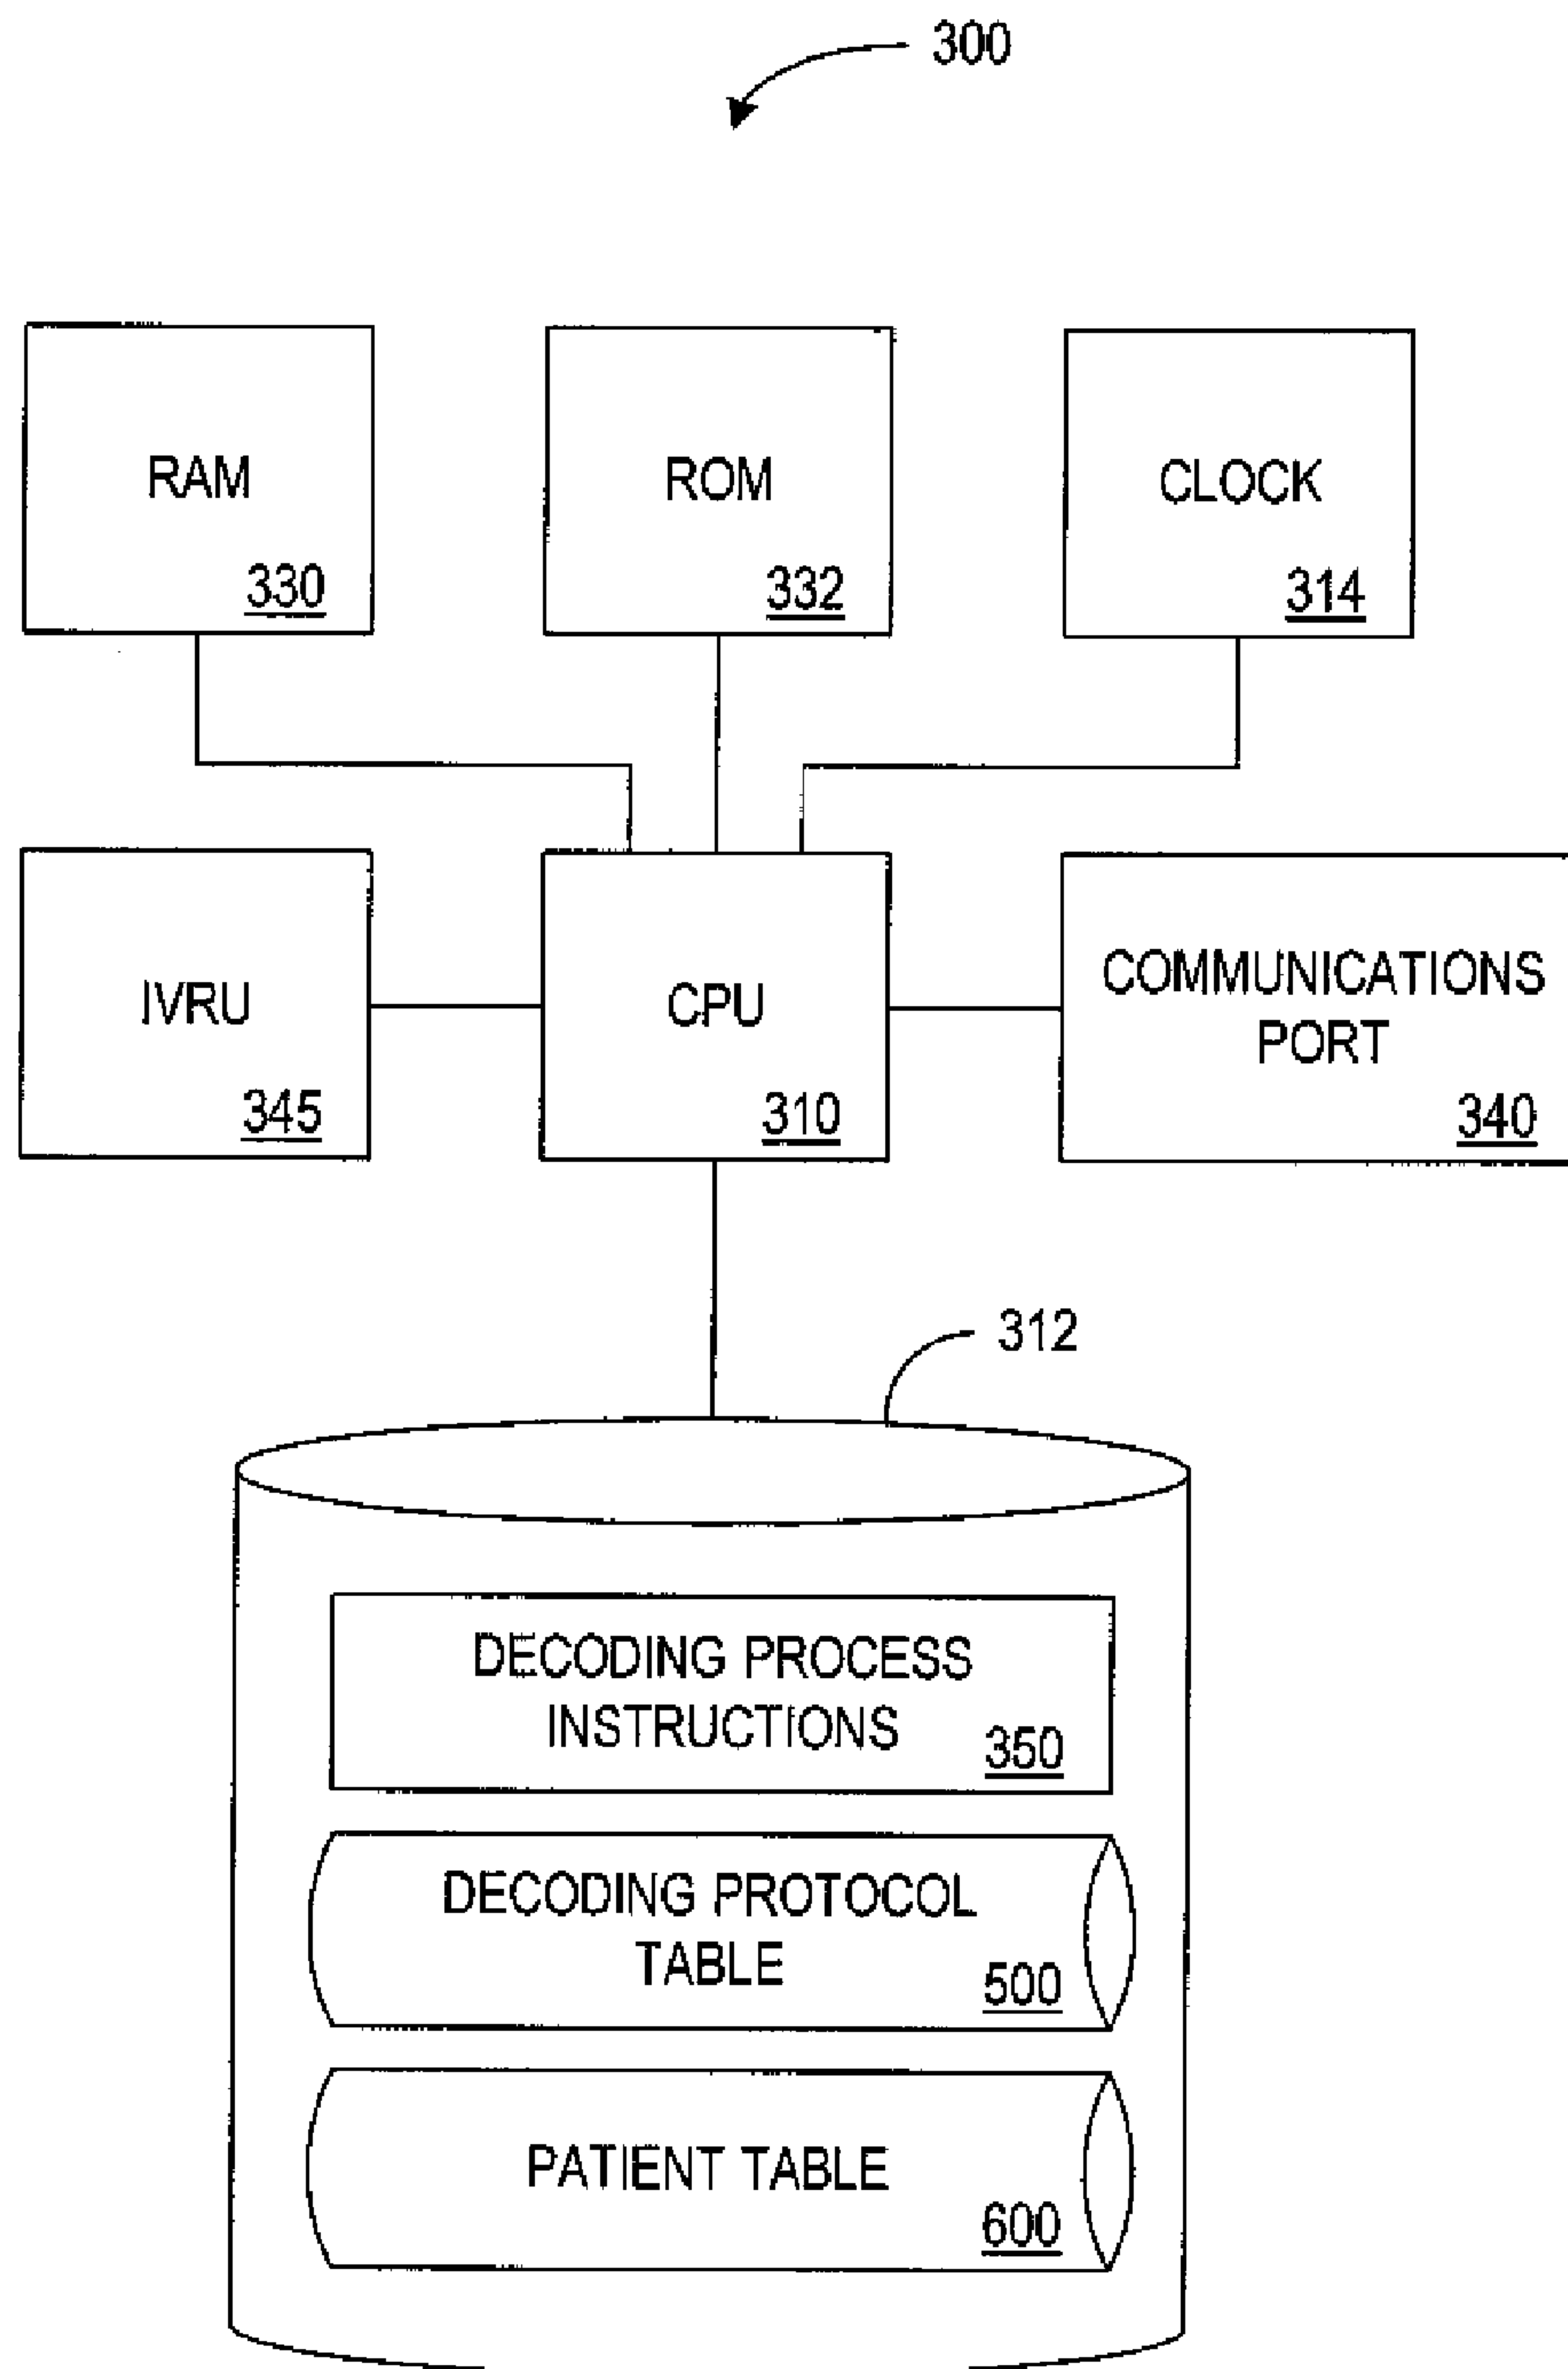 300
RAM
330
ROM
332
CLOCK
314
IVRU
345
CPU
310
COMMUNICATIONS
PORT
340
312
DECODING PROCESS
INSTRUCTIONS
350
DECODING PROTOCOL
TABLE
500
PATIENT TABLE
600